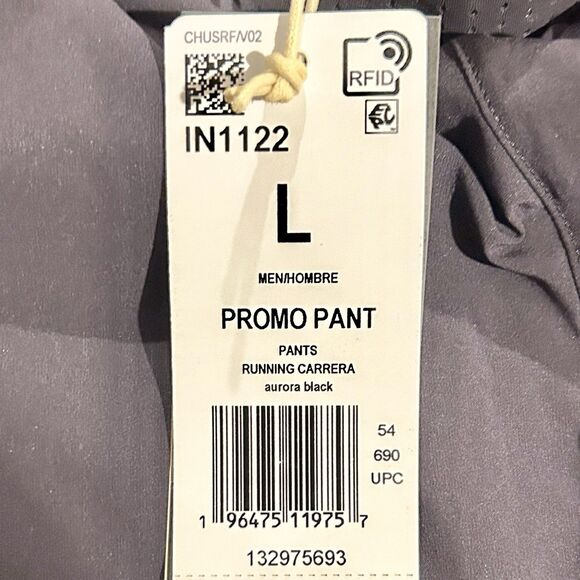 CHUSRF/V02
RFID
IN1122
L
MEN/HOMBRE
PROMO PANT
PANTS
RUNNING CARRERA
aurora black
54
690
UPC
1 96475 11975 7
132975693